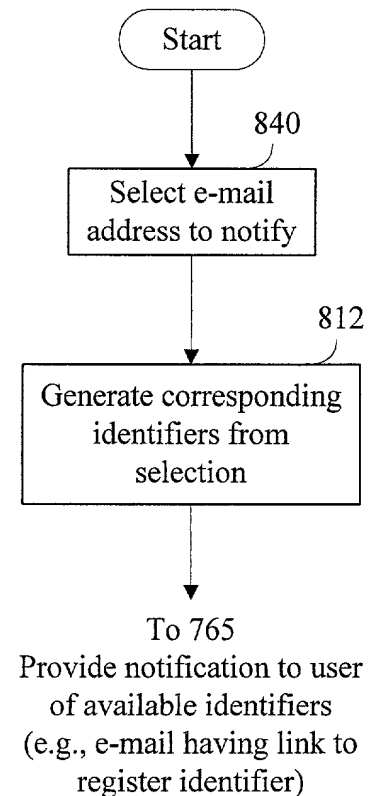 Start
840
Select e-mail
address to notify
812
Generate corresponding
identifiers from
selection
To 765
Provide notification to user
of available identifiers
(e.g., e-mail having link to
register identifier)